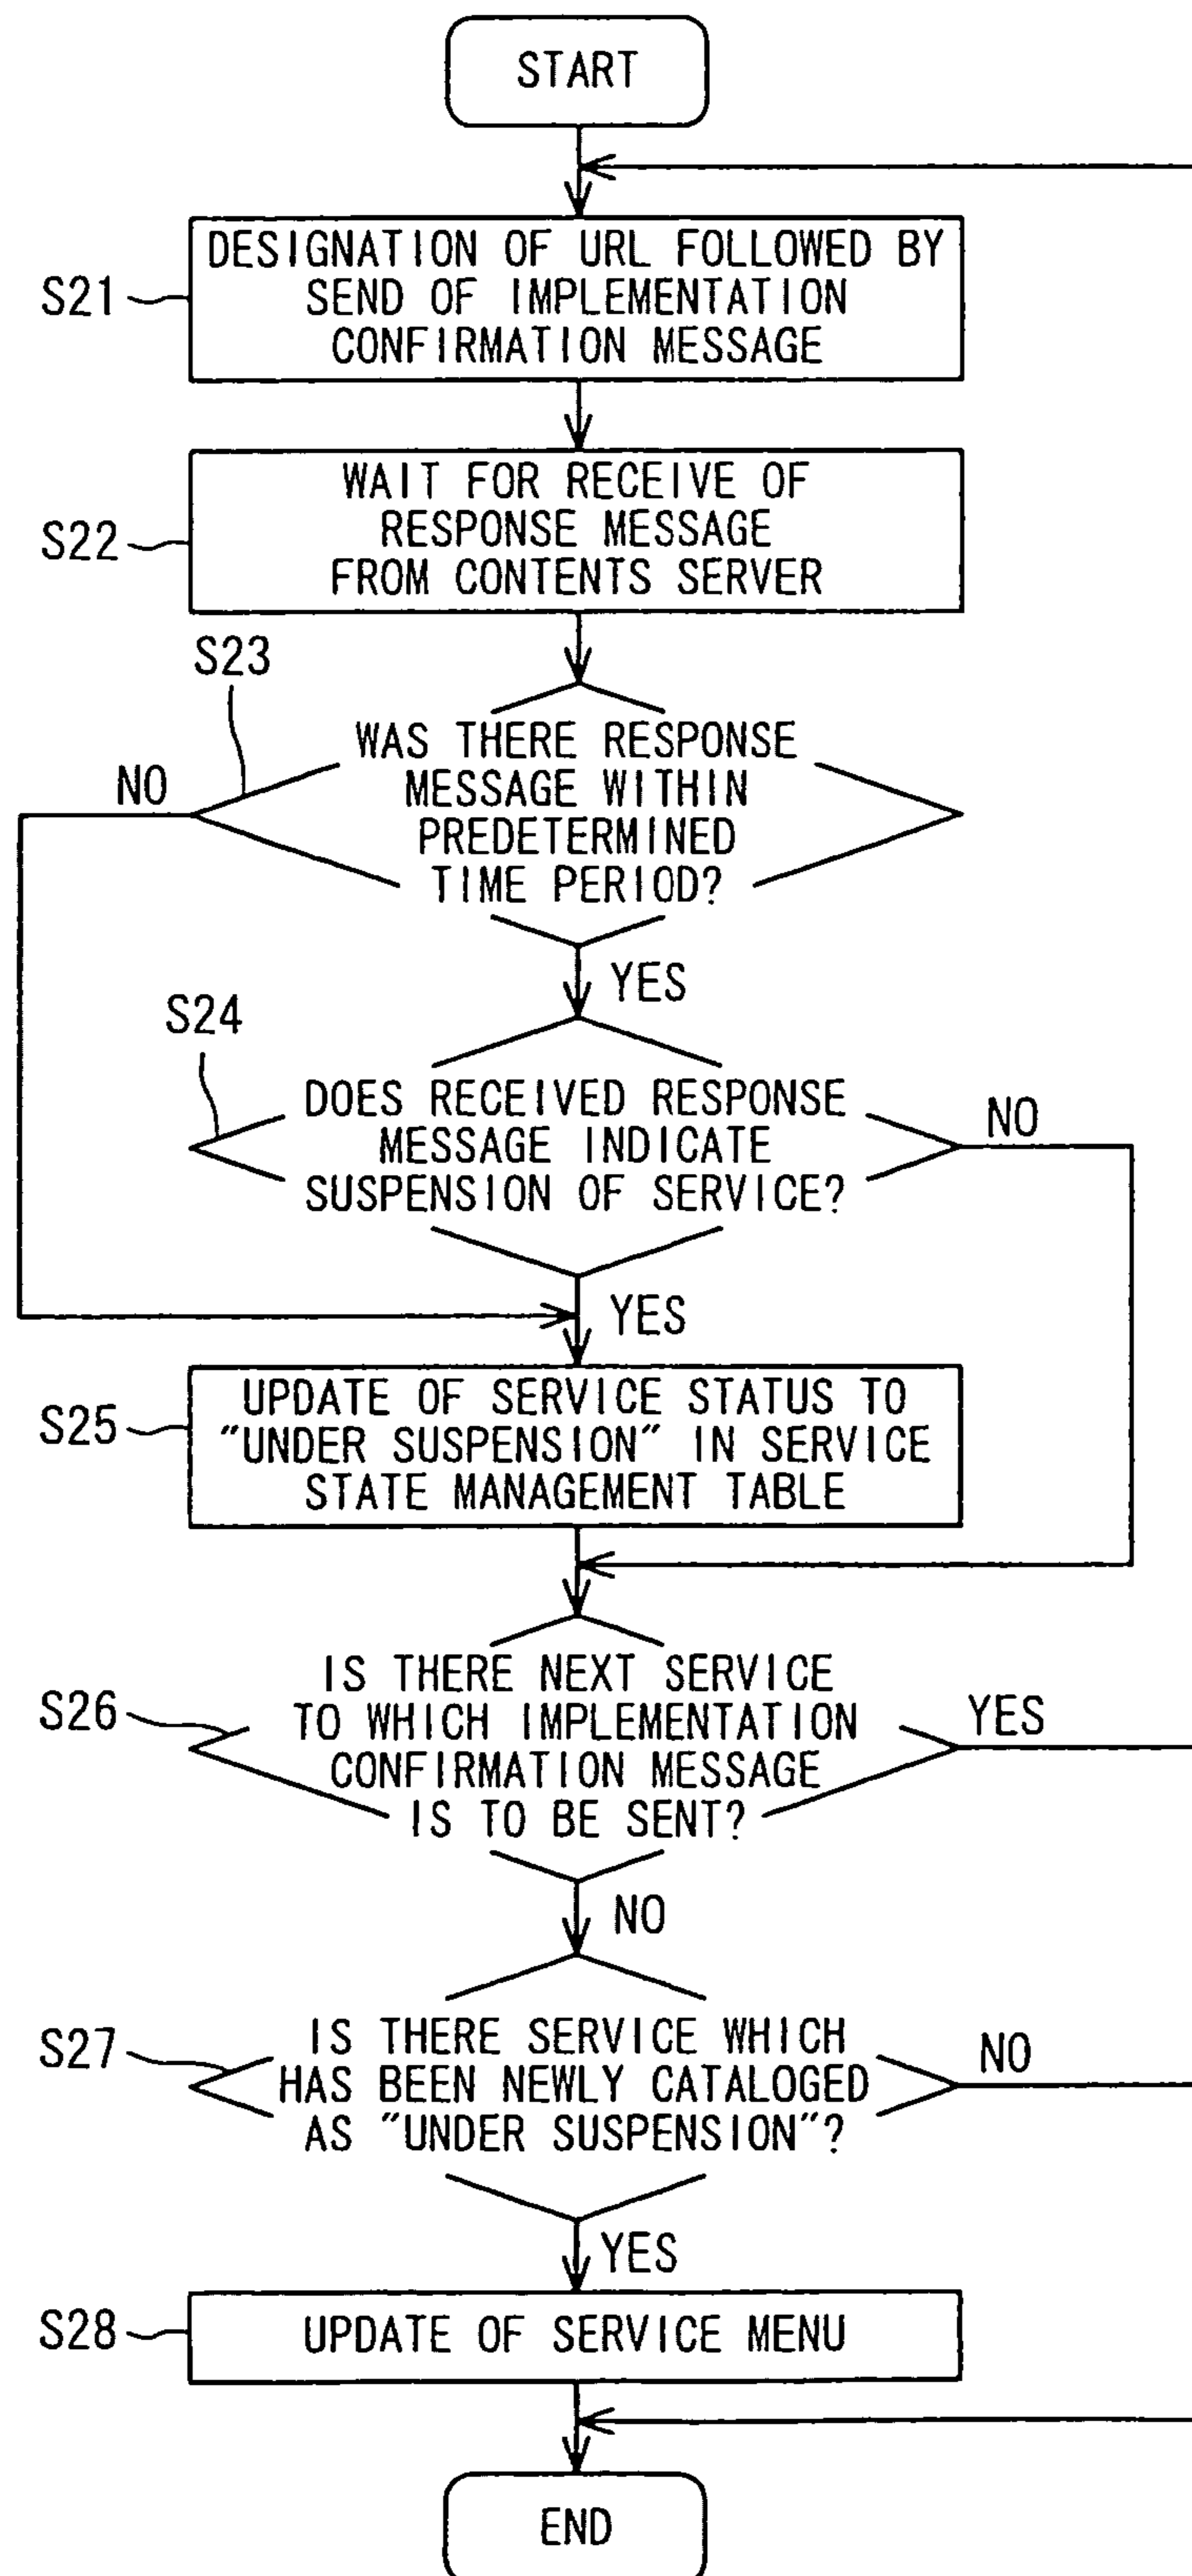 START
DESIGNATION OF URL FOLLOWED BY
SEND OF IMPLEMENTATION
CONFIRMATION MESSAGE
S21
WAIT FOR RECEIVE OF
RESPONSE MESSAGE
FROM CONTENTS SERVER
S22
S23
WAS THERE RESPONSE
MESSAGE WITHIN
PREDETERMINED
TIME PERIOD?
NO
YES
S24
DOES RECEIVED RESPONSE
MESSAGE INDICATE
SUSPENSION OF SERVICE?
NO
YES
S25
UPDATE OF SERVICE STATUS TO
"UNDER SUSPENSION" IN SERVICE
STATE MANAGEMENT TABLE
S26
IS THERE NEXT SERVICE
TO WHICH IMPLEMENTATION
CONFIRMATION MESSAGE
IS TO BE SENT?
YES
NO
S27
IS THERE SERVICE WHICH
HAS BEEN NEWLY CATALOGED
AS "UNDER SUSPENSION"?
NO
YES
S28
UPDATE OF SERVICE MENU
END